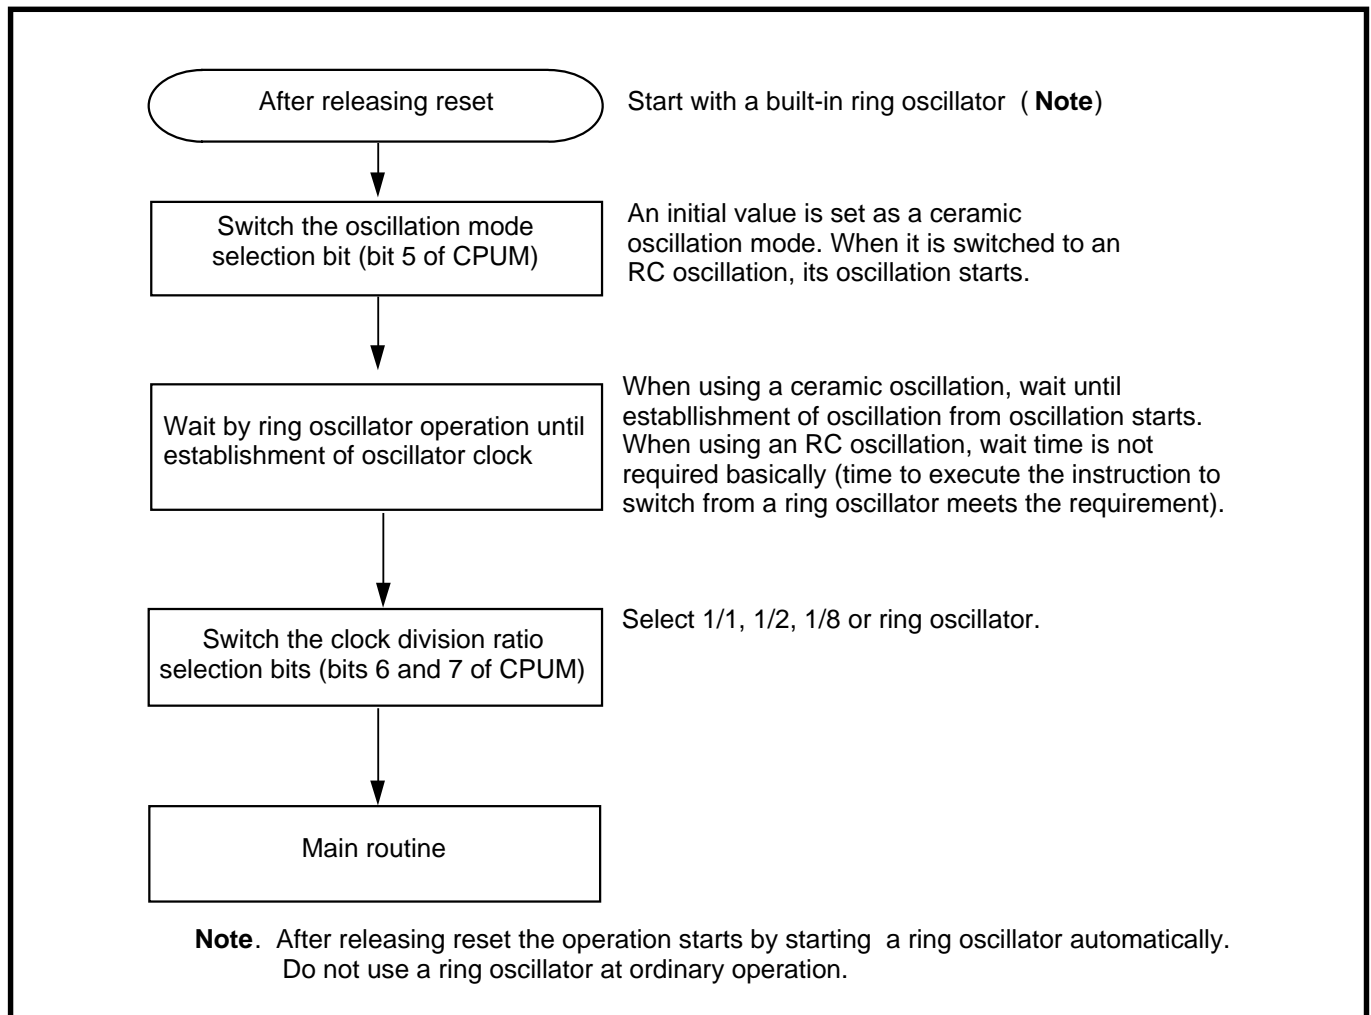 After releasing reset
Start with a built-in ring oscillator ( Note)
Switch the oscillation mode
selection bit (bit 5 of CPUM)
An initial value is set as a ceramic
oscillation mode. When it is switched to an
RC oscillation, its oscillation starts.
Wait by ring oscillator operation until
establishment of oscillator clock
When using a ceramic oscillation, wait until
establlishment of oscillation from oscillation starts.
When using an RC oscillation, wait time is not
required basically (time to execute the instruction to
switch from a ring oscillator meets the requirement).
Switch the clock division ratio
selection bits (bits 6 and 7 of CPUM)
Select 1/1, 1/2, 1/8 or ring oscillator.
Main routine
Note. After releasing reset the operation starts by starting a ring oscillator automatically.
Do not use a ring oscillator at ordinary operation.